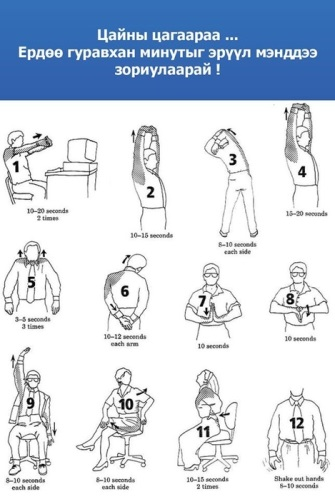 Цайны цагаараа ...
Ердөө гуравхан минутыг эрүүл мэнддээ
зориулаарай !
1
10–20 seconds
2 times
2
10–15 seconds
3
8–10 seconds
each side
4
15–20 seconds
5
3–5 seconds
3 times
6
10–12 seconds
each arm
7
10 seconds
8
10 seconds
9
8–10 seconds
each side
10
8–10 seconds
each side
11
10–15 seconds
2 times
12
Shake out hands
8–10 seconds